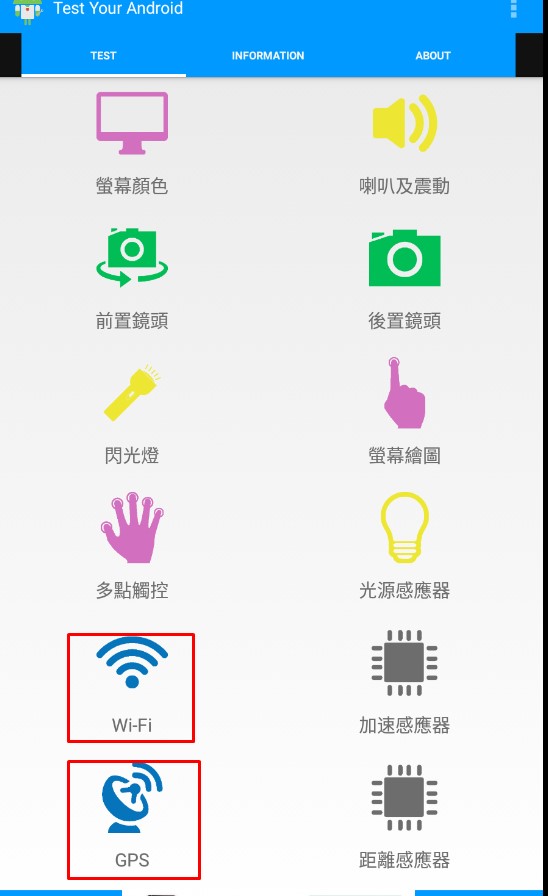 Test Your Android
TEST
INFORMATION
ABOUT
螢幕顏色
喇叭及震動
前置鏡頭
後置鏡頭
閃光燈
螢幕繪圖
多點觸控
光源感應器
Wi-Fi
加速感應器
GPS
距離感應器